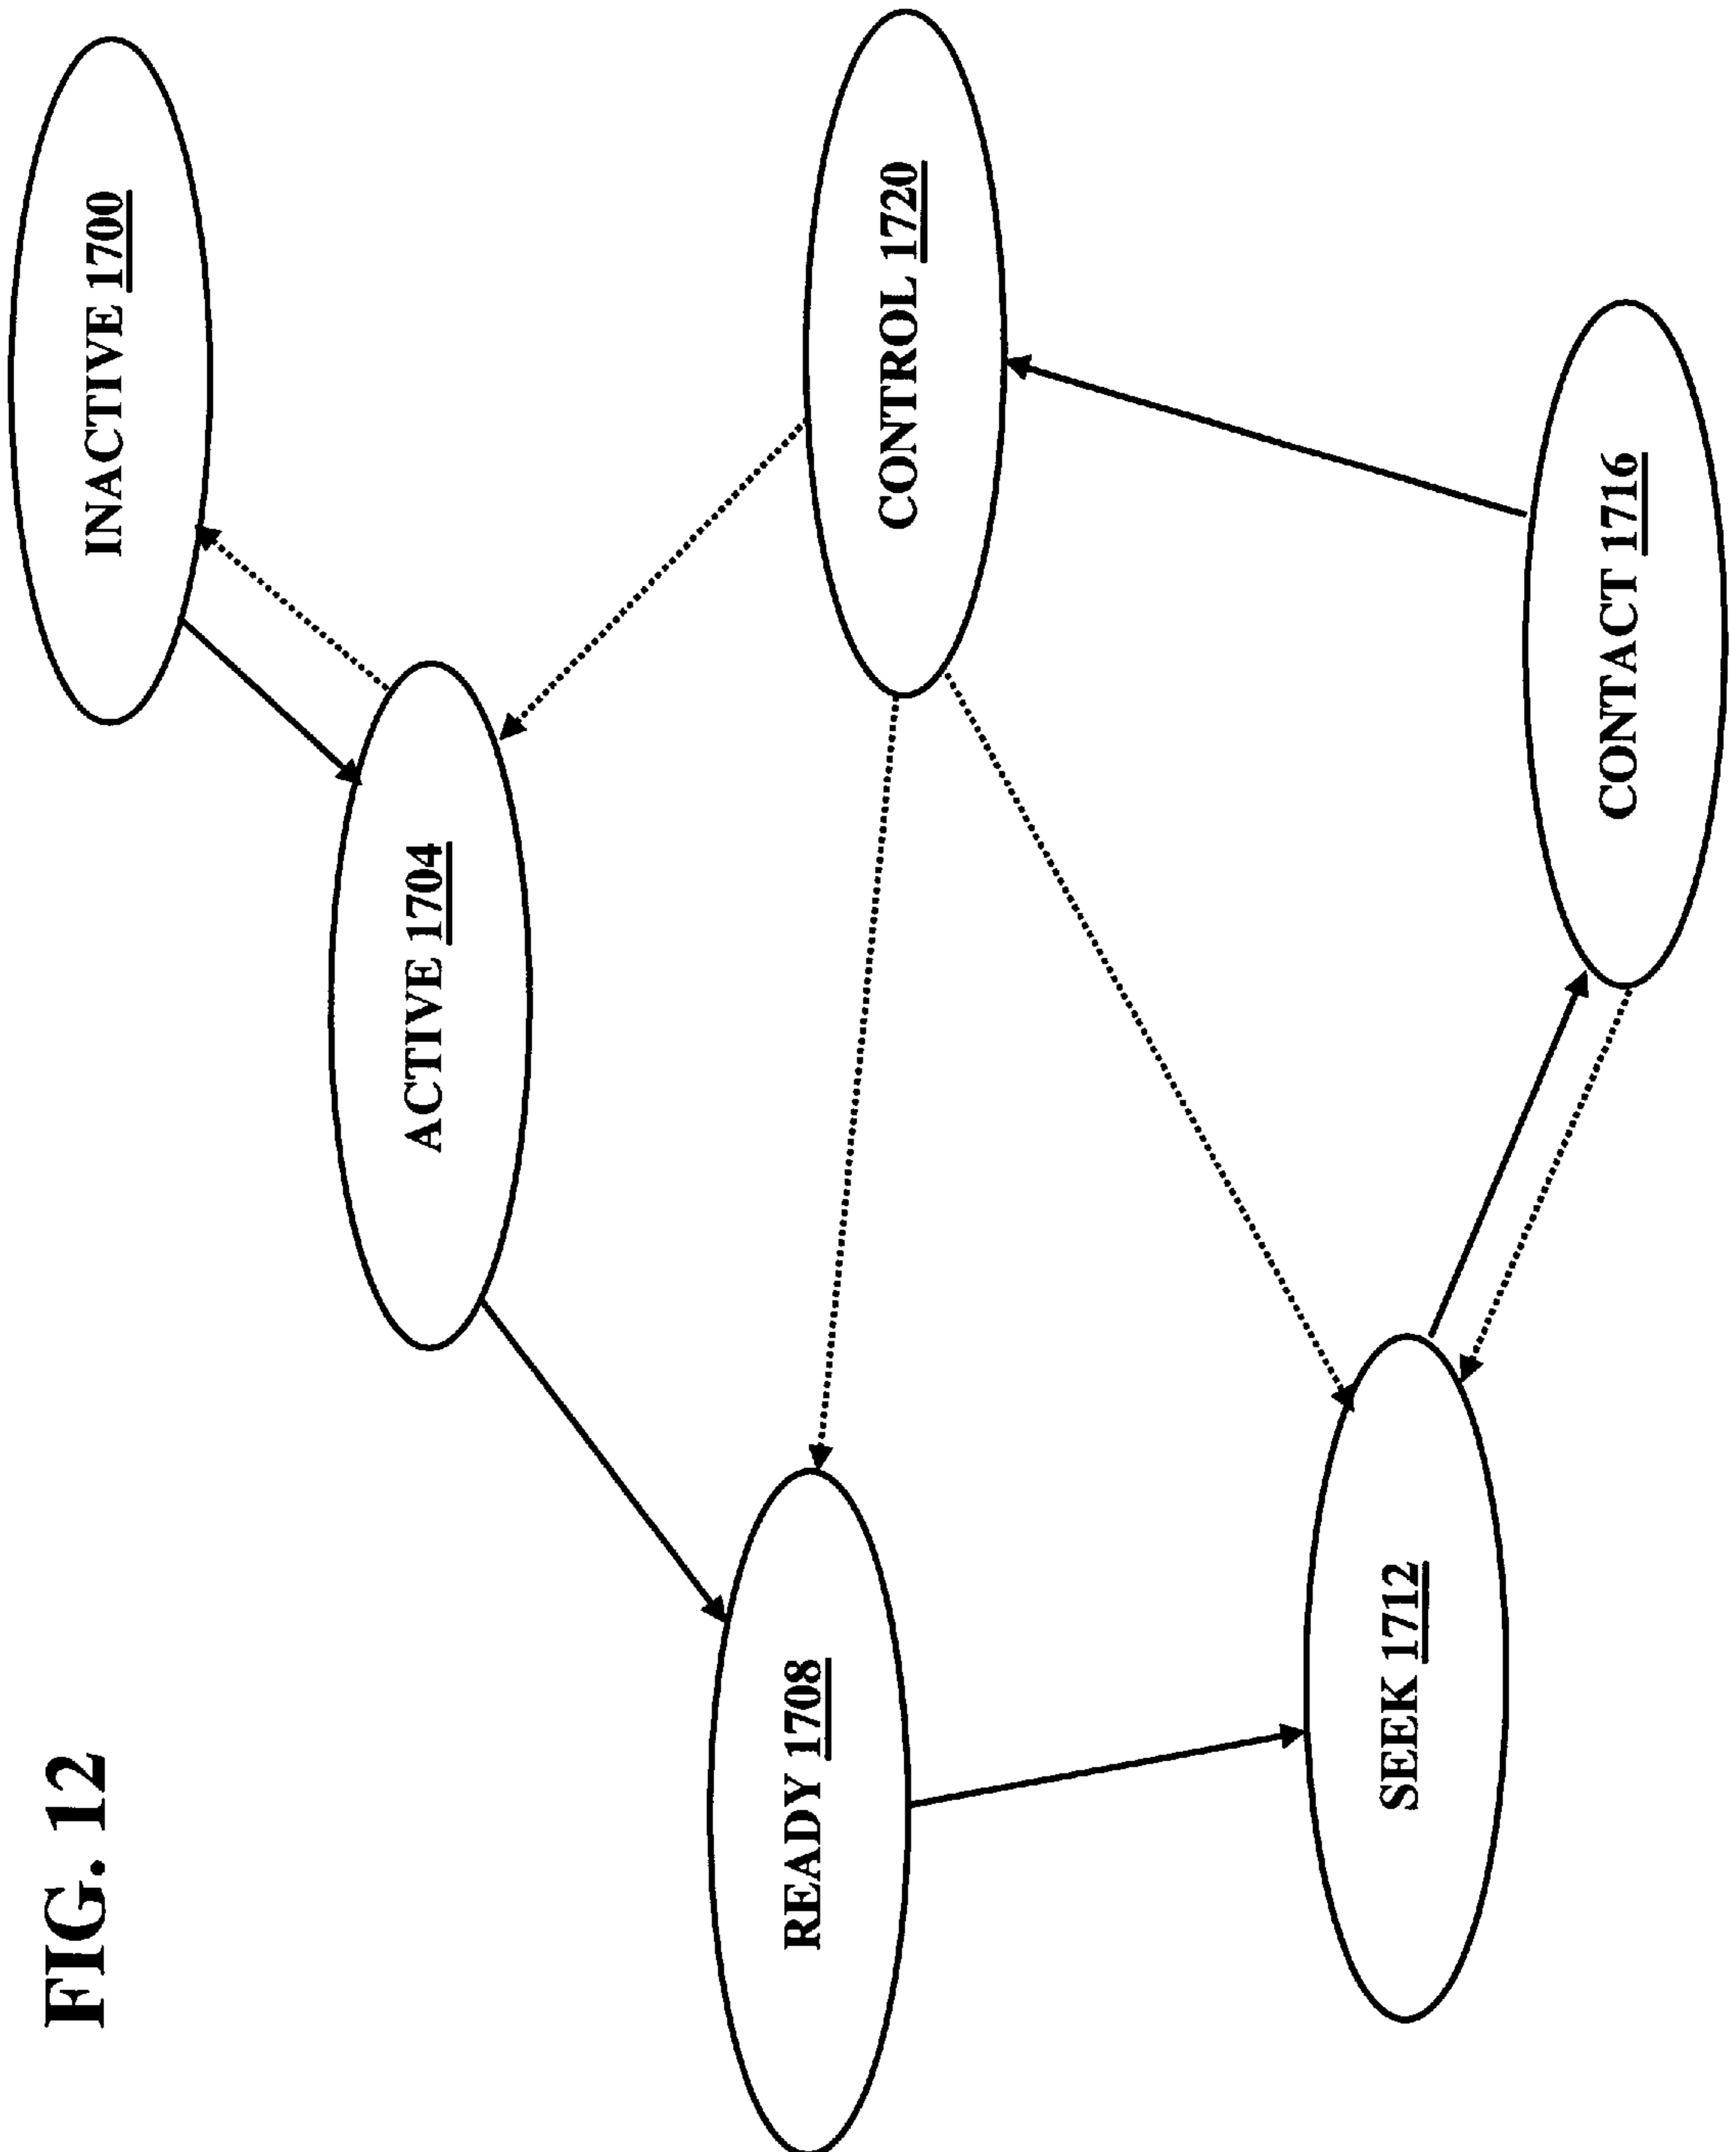 FIG. 12
INACTIVE 1700
ACTIVE 1704
READY 1708
CONTROL 1720
SEEK 1712
CONTACT 1716